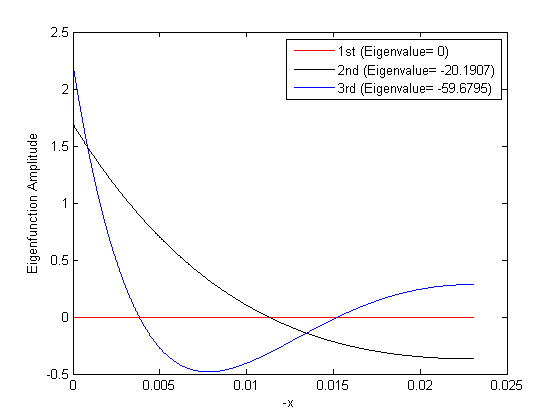 2.5
1st (Eigenvalue= 0)
2nd (Eigenvalue= -20.1907)
3rd (Eigenvalue= -59.6795)
2
1.5
1
0.5
0
-0.5
Eigenfunction Amplitude
0
0.005
0.01
0.015
0.02
0.025
-x